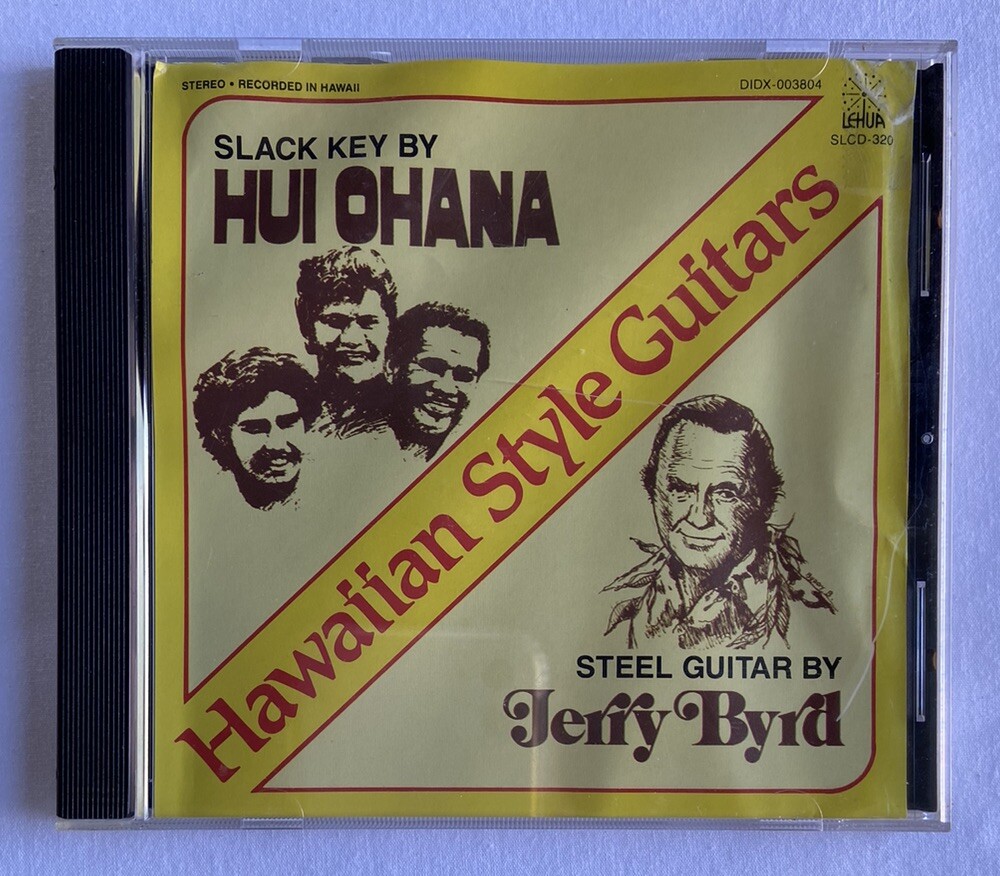 STEREO • RECORDED IN HAWAII
DIDX-003804
LEHUA
SLCD-320
SLACK KEY BY
HUI OHANA
Hawaiian Style Guitars
STEEL GUITAR BY
Jerry Byrd